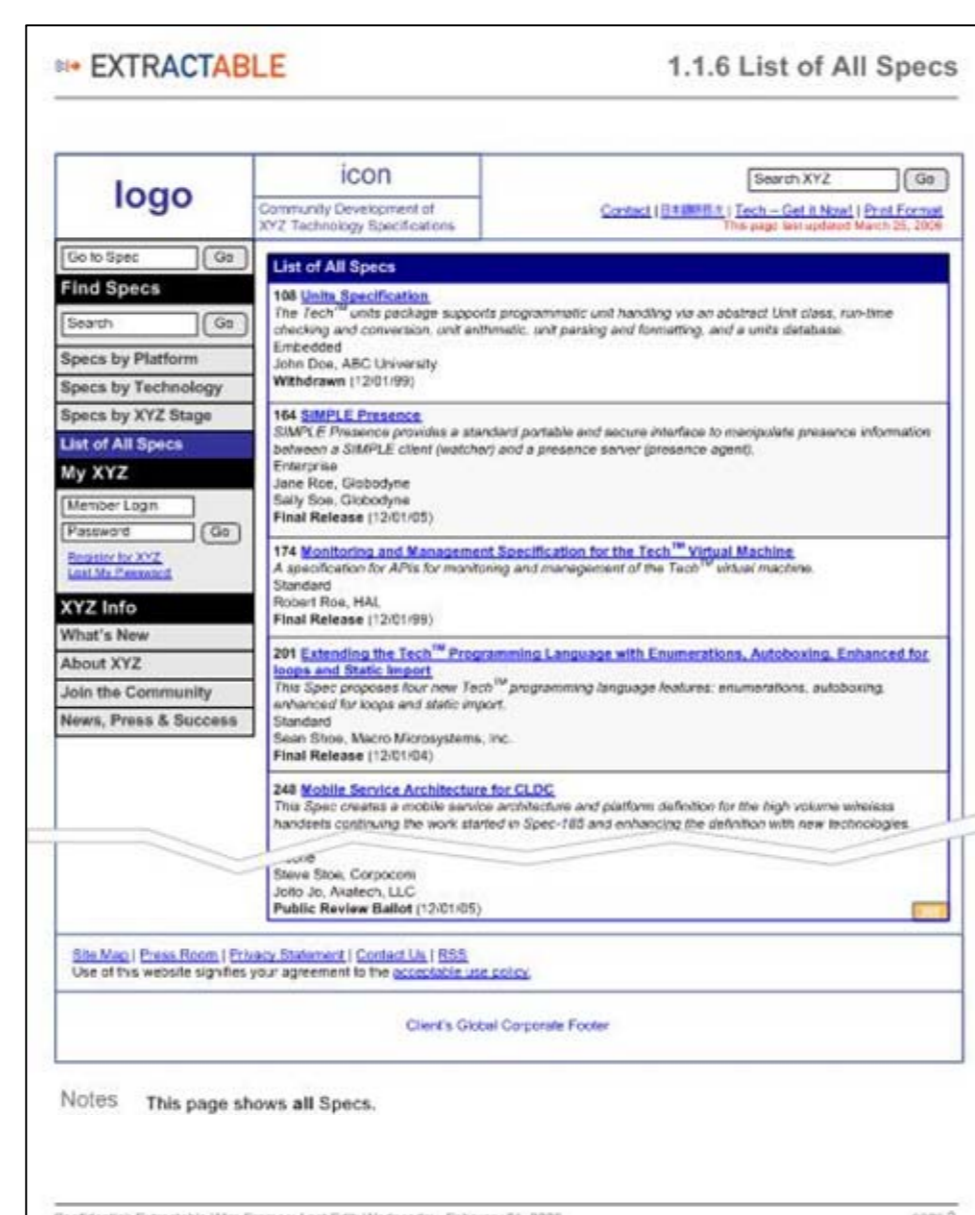 EXTRACTABLE
1.1.6 List of All Specs
logo
icon
Community Development of
XYZ Technology Specifications
Search XYZ Go
Contact | | Tech – Get it Now! | Print Format
This page last updated March 25, 2006
Go to Spec Go
Find Specs
Search Go
Specs by Platform
Specs by Technology
Specs by XYZ Stage
List of All Specs
My XYZ
Member Login
Password Go
Register for XYZ
Lost My Password
XYZ Info
What's New
About XYZ
Join the Community
News, Press & Success
List of All Specs
108 Units Specification
The Tech™ units package supports programmatic unit handling via an abstract Unit class, run-time
checking and conversion, unit arithmatic, unit parsing and formatting, and a units database.
Embedded
John Doe, ABC University
Withdrawn (12/01/99)
164 SIMPLE Presence
SIMPLE Presence provides a standard portable and secure interface to manipulate presence information
between a SIMPLE client (watcher) and a presence server (presence agent).
Enterprise
Jane Roe, Globodyne
Sally Soe, Globodyne
Final Release (12/01/05)
174 Monitoring and Management Specification for the Tech™ Virtual Machine
A specification for APIs for monitoring and management of the Tech™ virtual machine.
Standard
Robert Roe, HAL
Final Release (12/01/99)
201 Extending the Tech™ Programming Language with Enumerations, Autoboxing, Enhanced for
loops and Static Import
This Spec proposes four new Tech™ programming language features: enumerations, autoboxing,
enhanced for loops and static import.
Standard
Sean Shoe, Macro Microsystems, Inc.
Final Release (12/01/04)
248 Mobile Service Architecture for CLDC
This Spec creates a mobile service architecture and platform definition for the high volume wireless
handsets continuing the work started in Spec-185 and enhancing the definition with new technologies.
Steve Stoe, Corpocom
Joito Jo, Akatech, LLC
Public Review Ballot (12/01/05)
Site Map | Press Room | Privacy Statement | Contact Us | RSS
Use of this website signifies your agreement to the acceptable use policy.
Client's Global Corporate Footer
Notes This page shows all Specs.